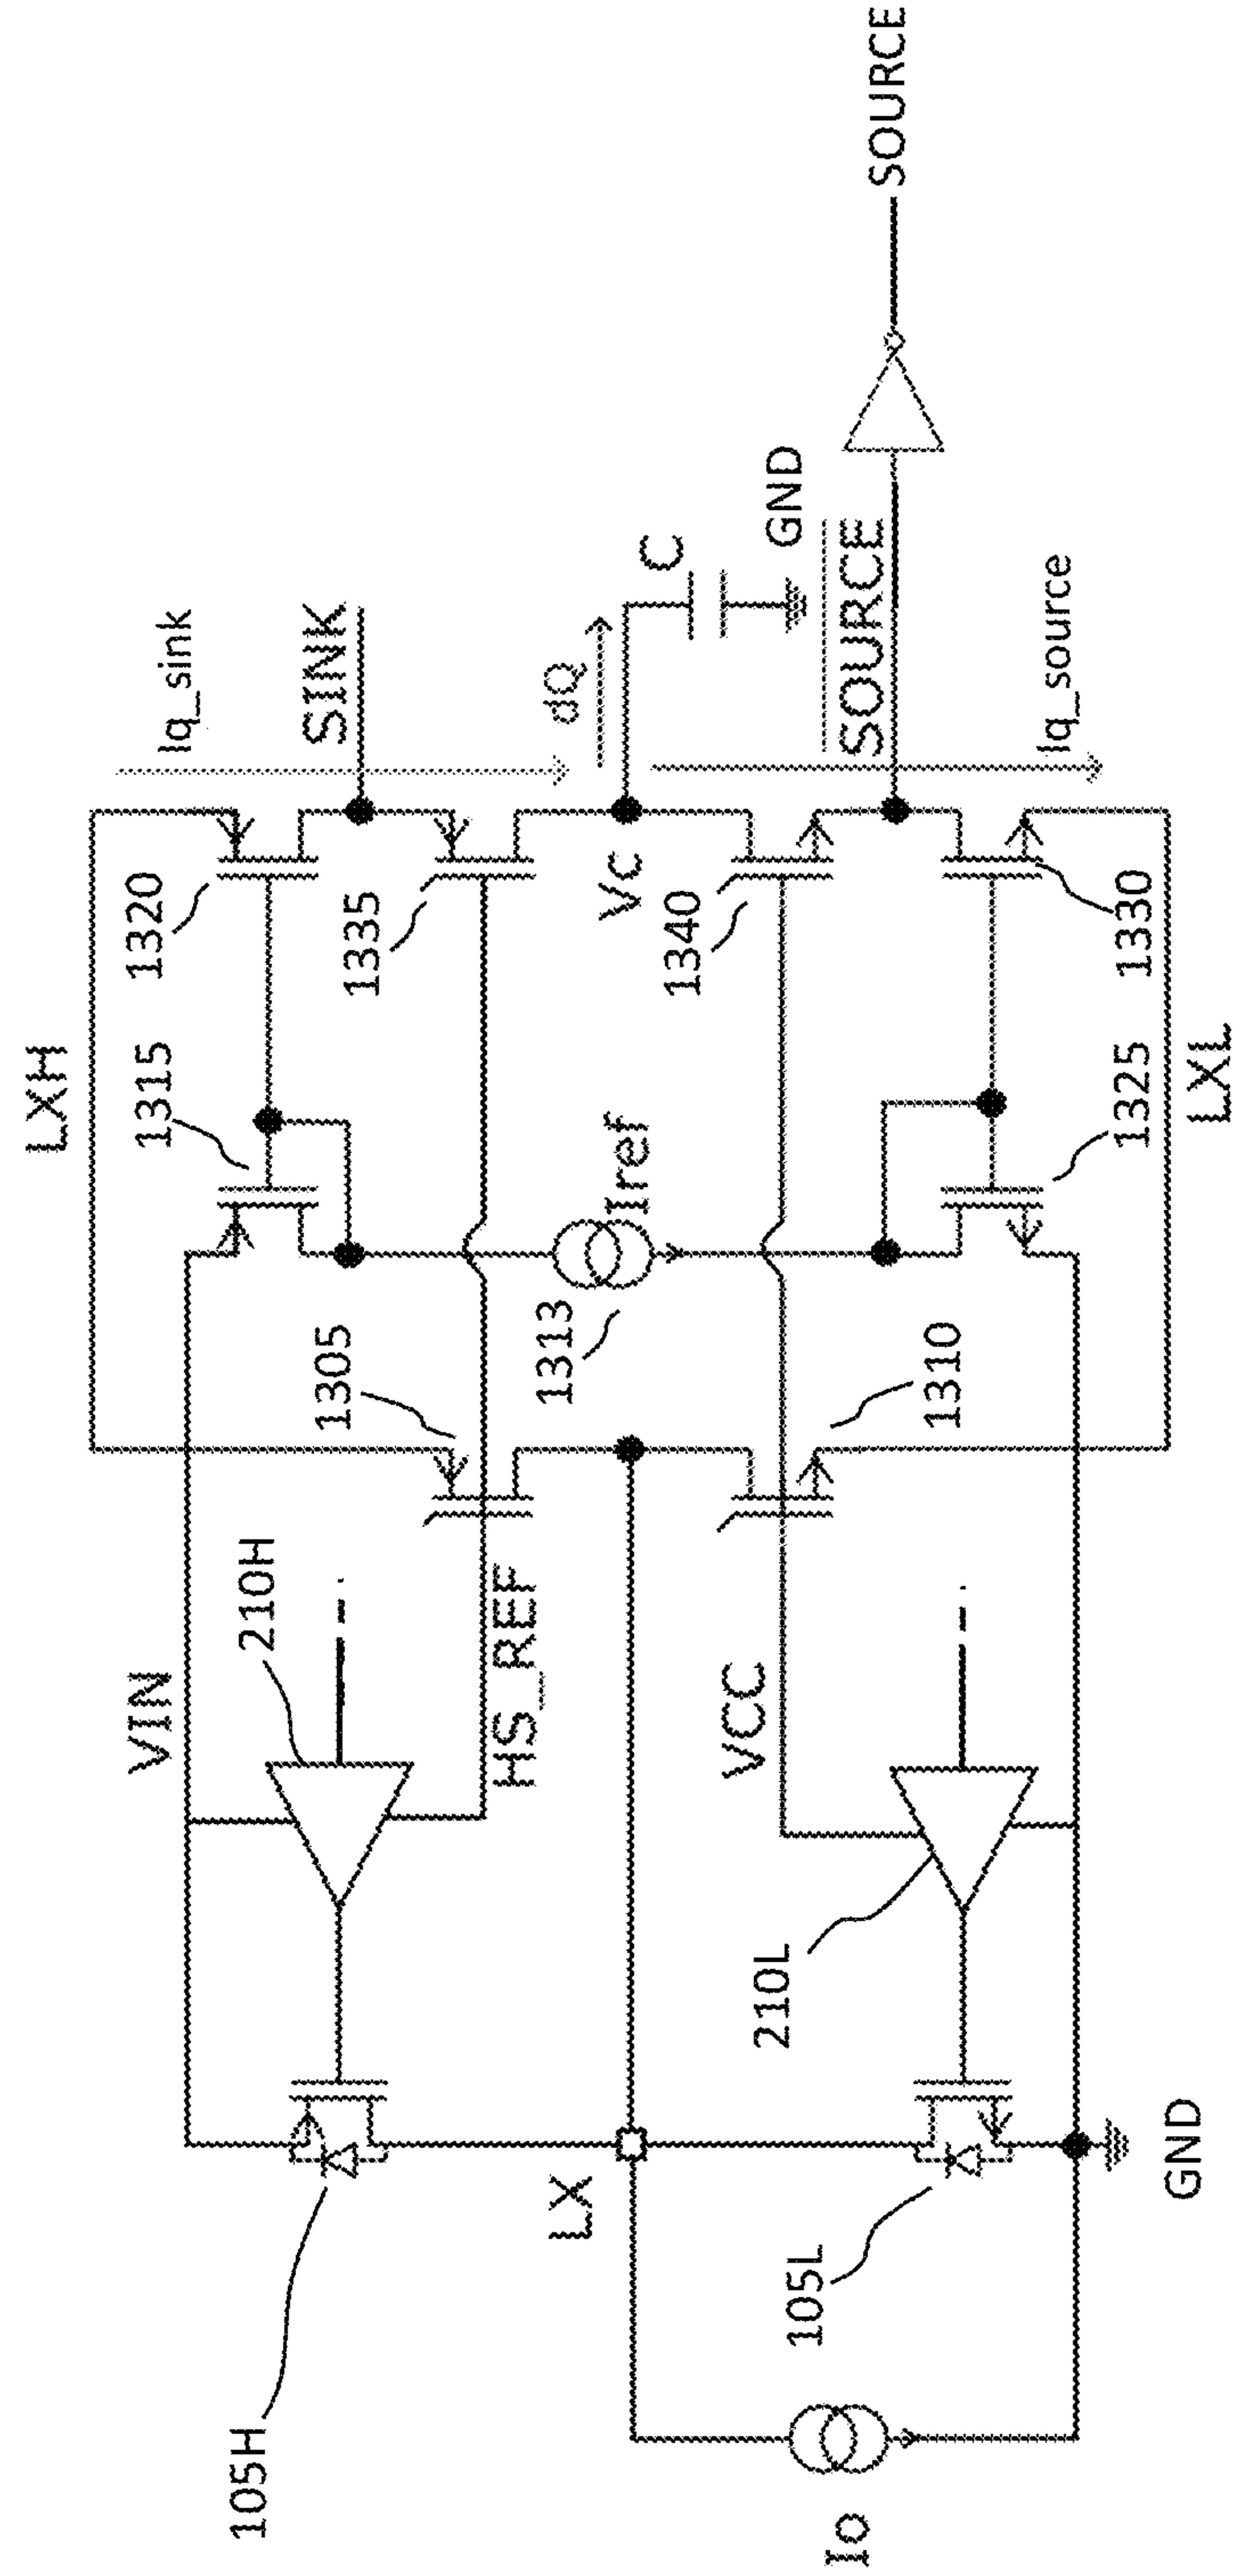 LXH
VIN
1315
1320
Iq_sink
210H
1305
1335
SINK
HS_REF
1313
Iref
Vc
dQ
C
GND
105H
LX
VCC
1340
SOURCE
SOURCE
210L
1310
1325
1330
Iq_source
105L
Io
GND
LXL